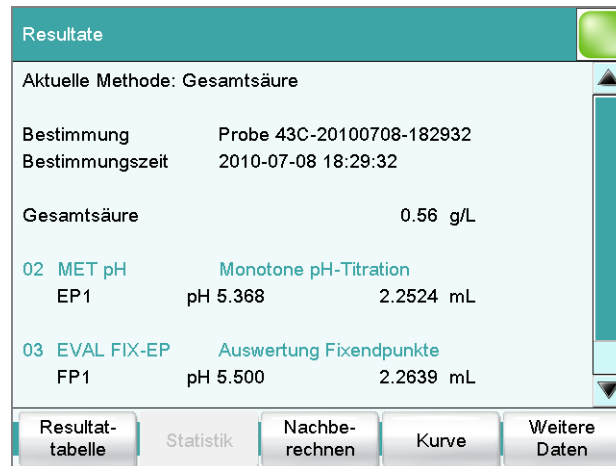 Resultate
Aktuelle Methode: Gesamtsäure
Bestimmung Probe 43C-20100708-182932
Bestimmungszeit 2010-07-08 18:29:32
Gesamtsäure 0.56 g/L
02 MET pH Monotone pH-Titration
EP1 pH 5.368 2.2524 mL
03 EVAL FIX-EP Auswertung Fixendpunkte
FP1 pH 5.500 2.2639 mL
Resultat-
tabelle
Statistik
Nachbe-
rechnen
Kurve
Weitere
Daten